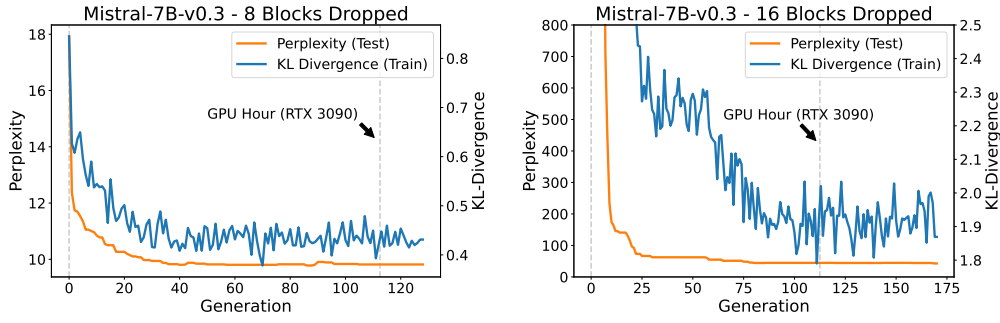 Mistral-7B-v0.3 - 8 Blocks Dropped
18
16
14
12
10
Perplexity
0.8
0.7
0.6
0.5
0.4
KL-Divergence
Perplexity (Test)
KL Divergence (Train)
GPU Hour (RTX 3090)
0 20 40 60 80 100 120
Generation
Mistral-7B-v0.3 - 16 Blocks Dropped
800
700
600
500
400
300
200
100
0
Perplexity
2.5
2.4
2.3
2.2
2.1
2.0
1.9
1.8
KL-Divergence
Perplexity (Test)
KL Divergence (Train)
GPU Hour (RTX 3090)
0 25 50 75 100 125 150 175
Generation